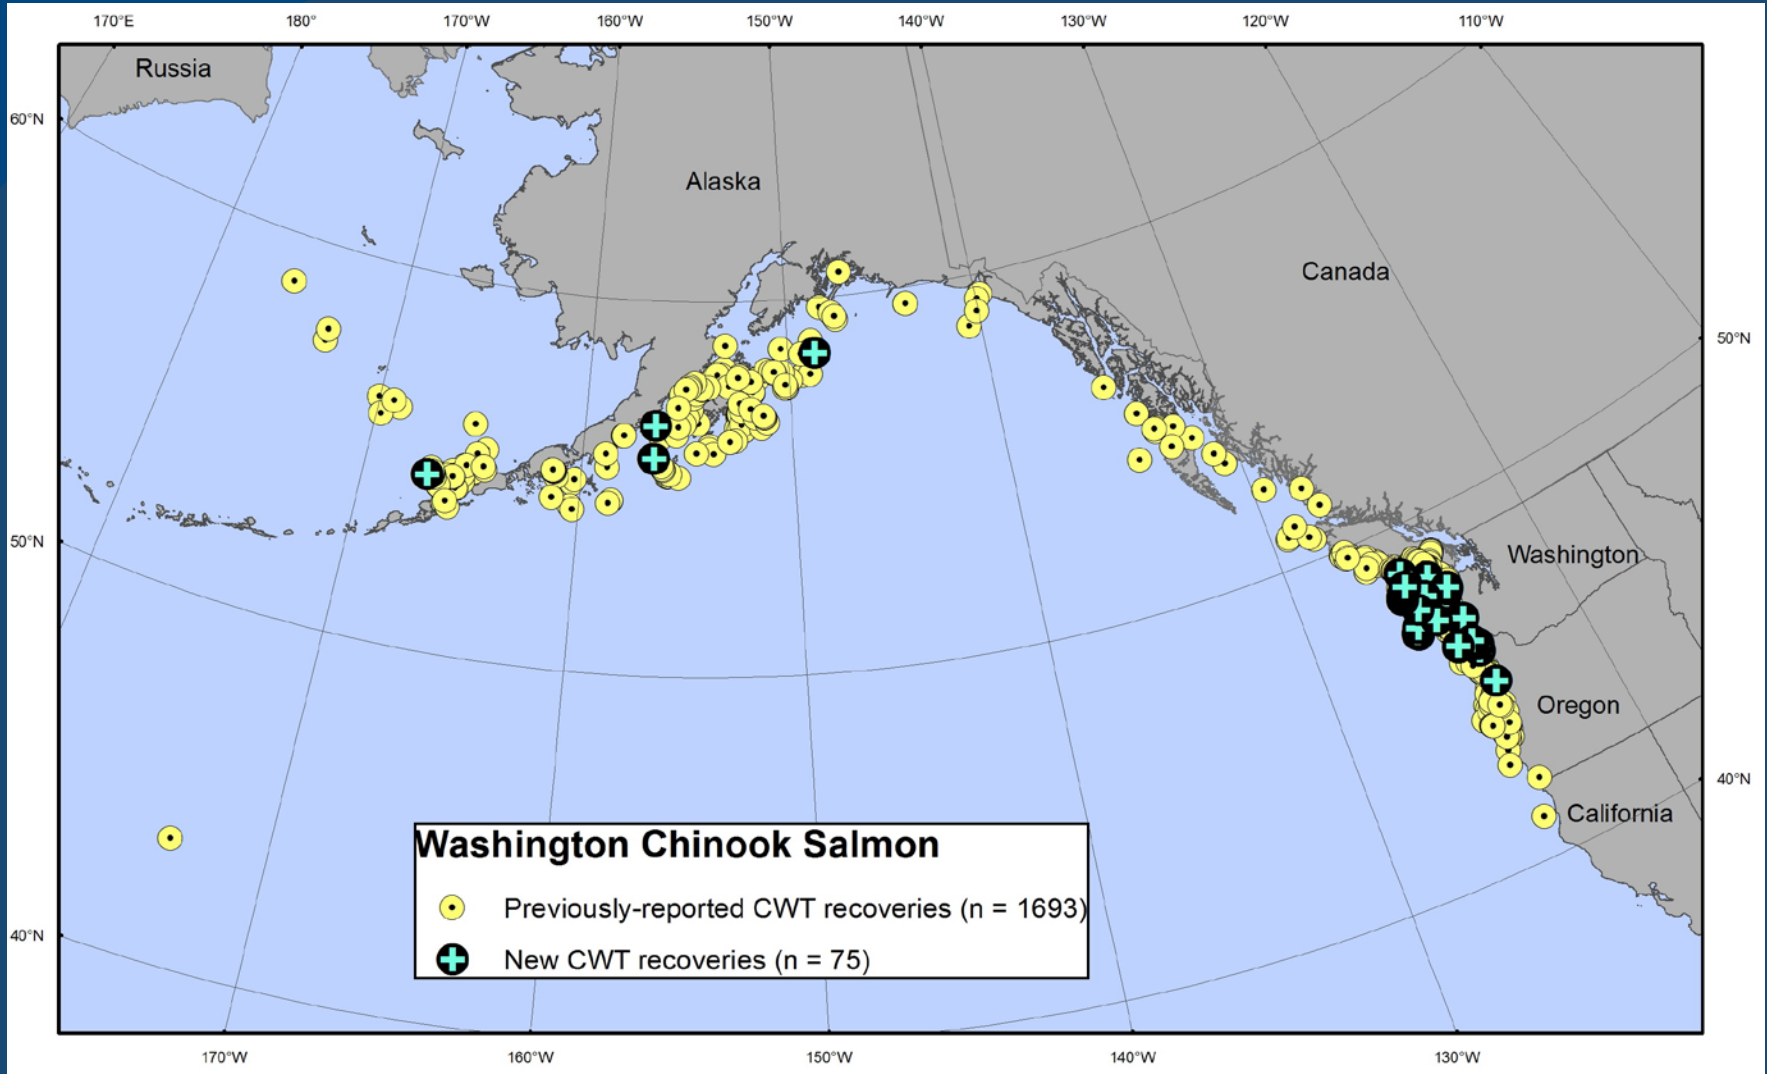 170°E 180° 170°W 160°W 150°W 140°W 130°W 120°W 110°W
Russia
60°N
Alaska
Canada
50°N
50°N
Washington
Oregon
40°N
California
Washington Chinook Salmon
Previously-reported CWT recoveries (n = 1693)
40°N
New CWT recoveries (n = 75)
170°W 160°W 150°W 140°W 130°W